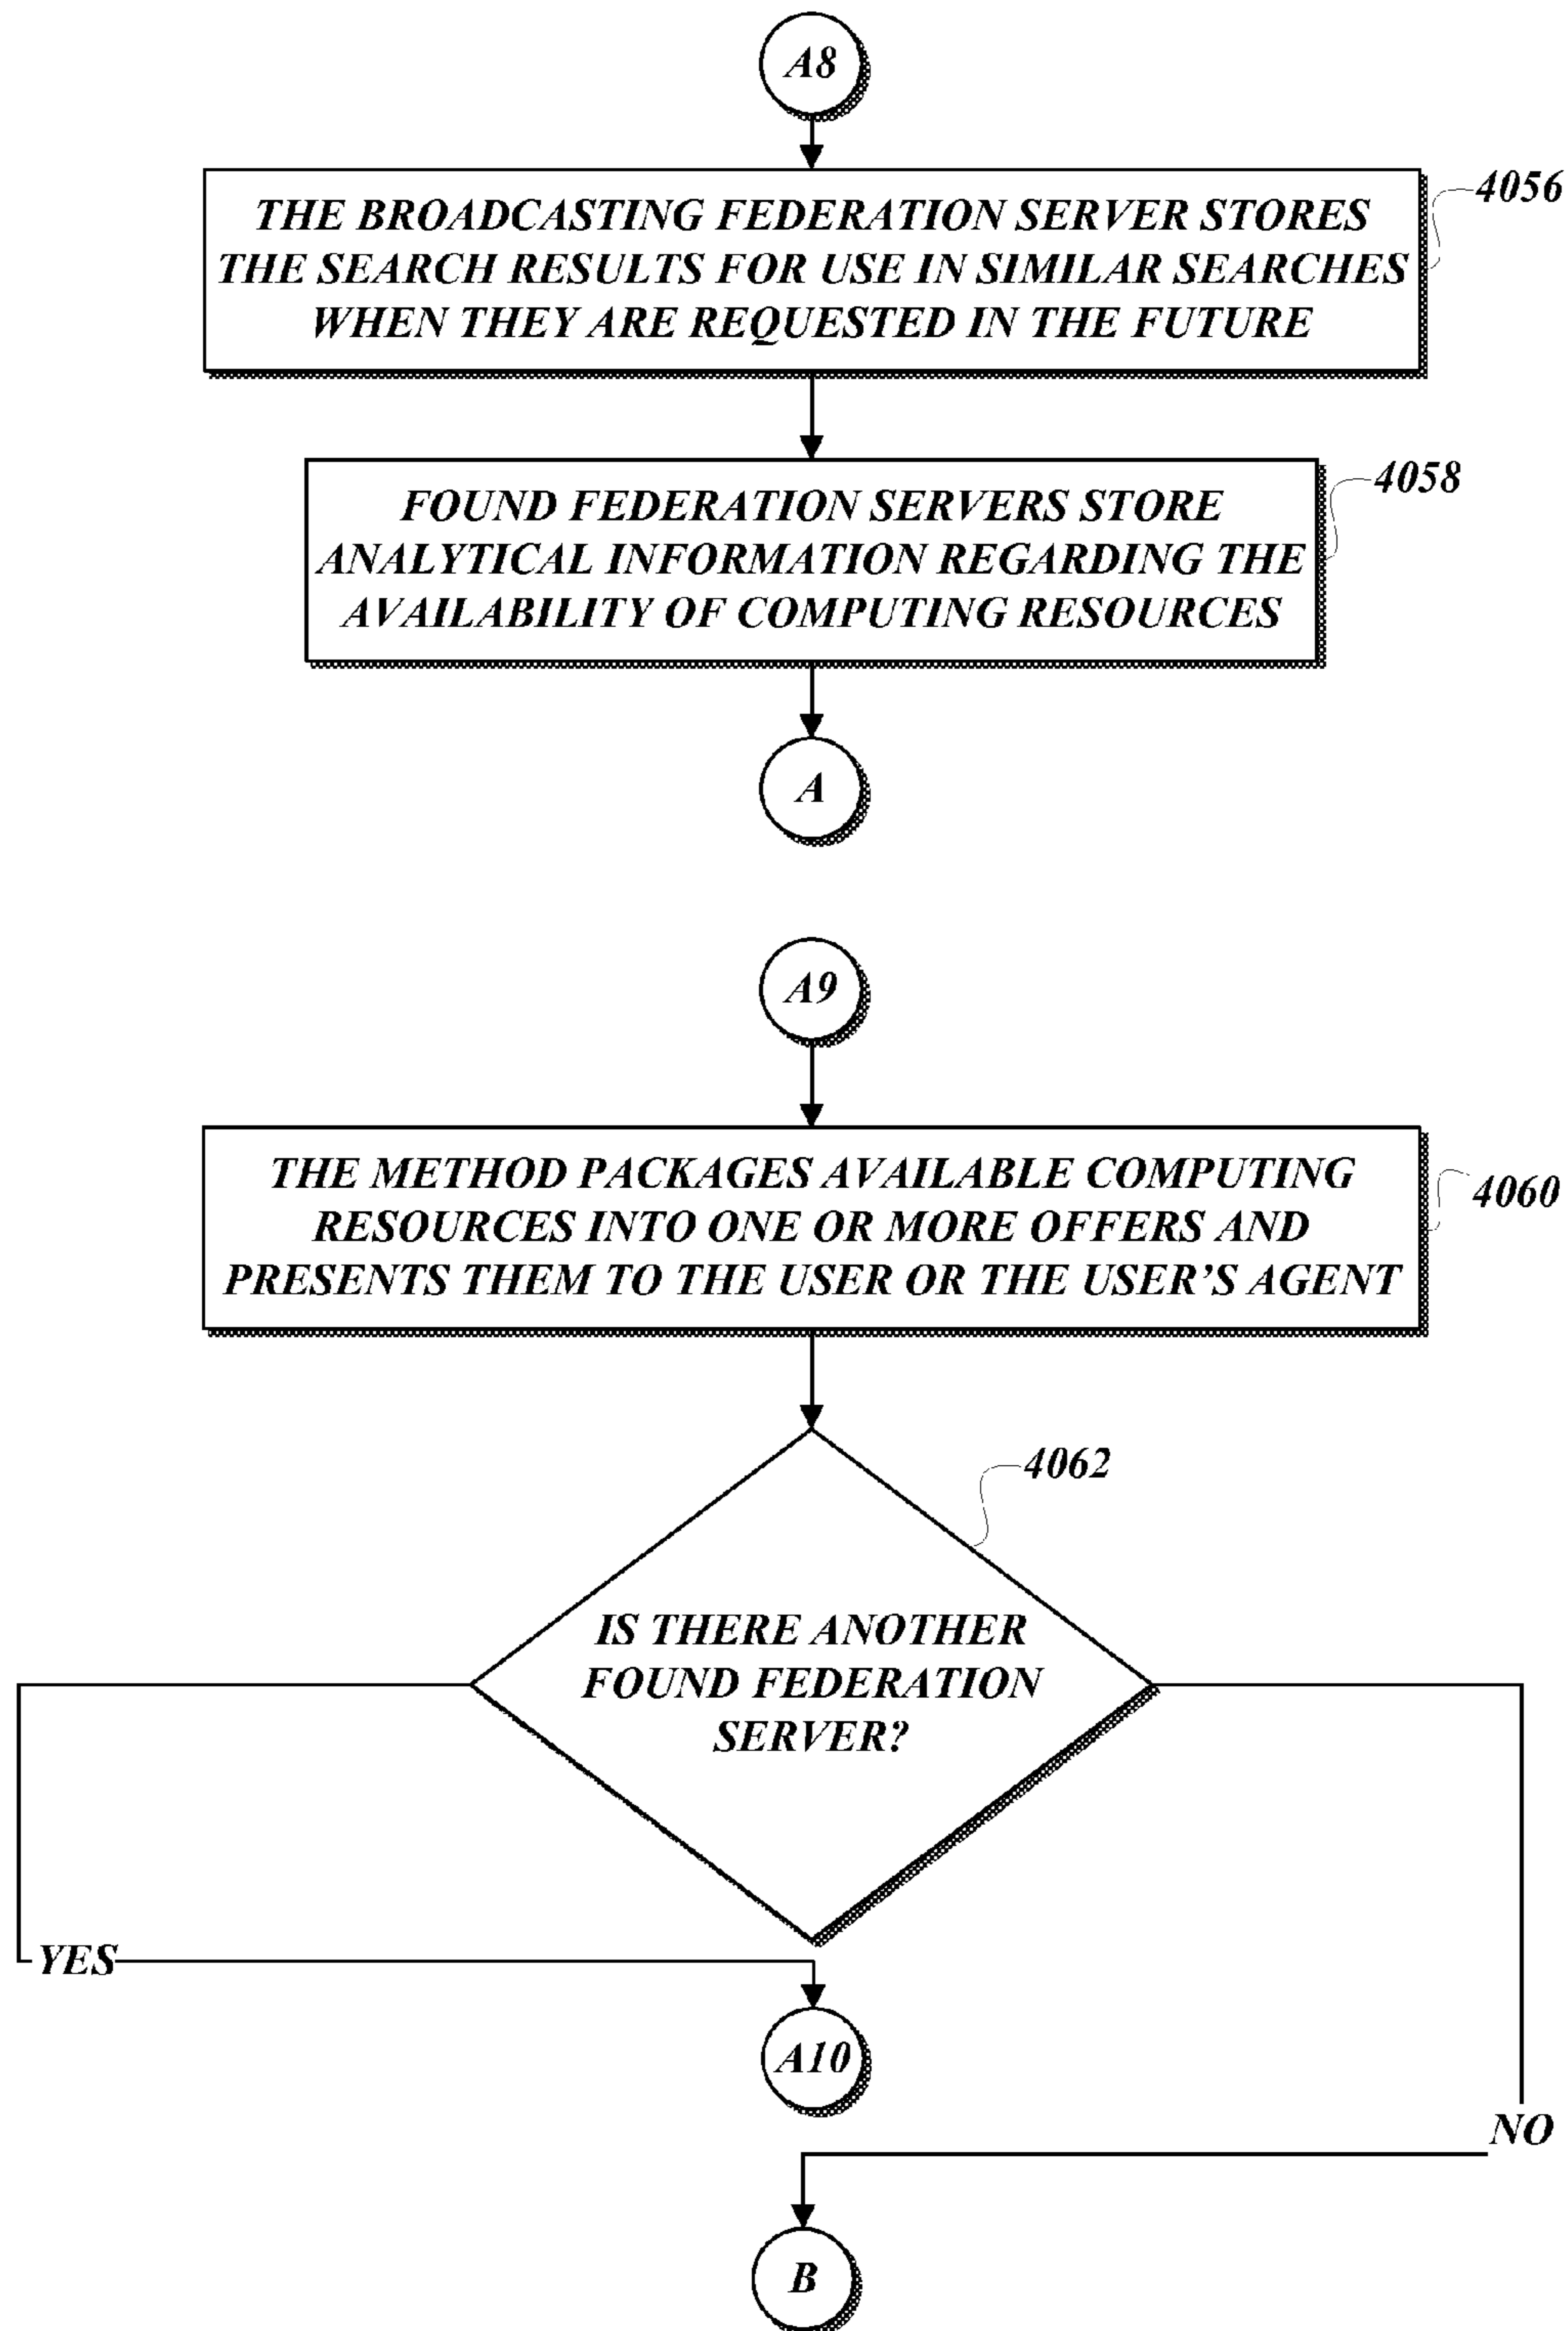 A8
4056
THE BROADCASTING FEDERATION SERVER STORES
THE SEARCH RESULTS FOR USE IN SIMILAR SEARCHES
WHEN THEY ARE REQUESTED IN THE FUTURE
4058
FOUND FEDERATION SERVERS STORE
ANALYTICAL INFORMATION REGARDING THE
AVAILABILITY OF COMPUTING RESOURCES
A
A9
4060
THE METHOD PACKAGES AVAILABLE COMPUTING
RESOURCES INTO ONE OR MORE OFFERS AND
PRESENTS THEM TO THE USER OR THE USER’S AGENT
4062
IS THERE ANOTHER
FOUND FEDERATION
SERVER?
YES
A10
NO
B